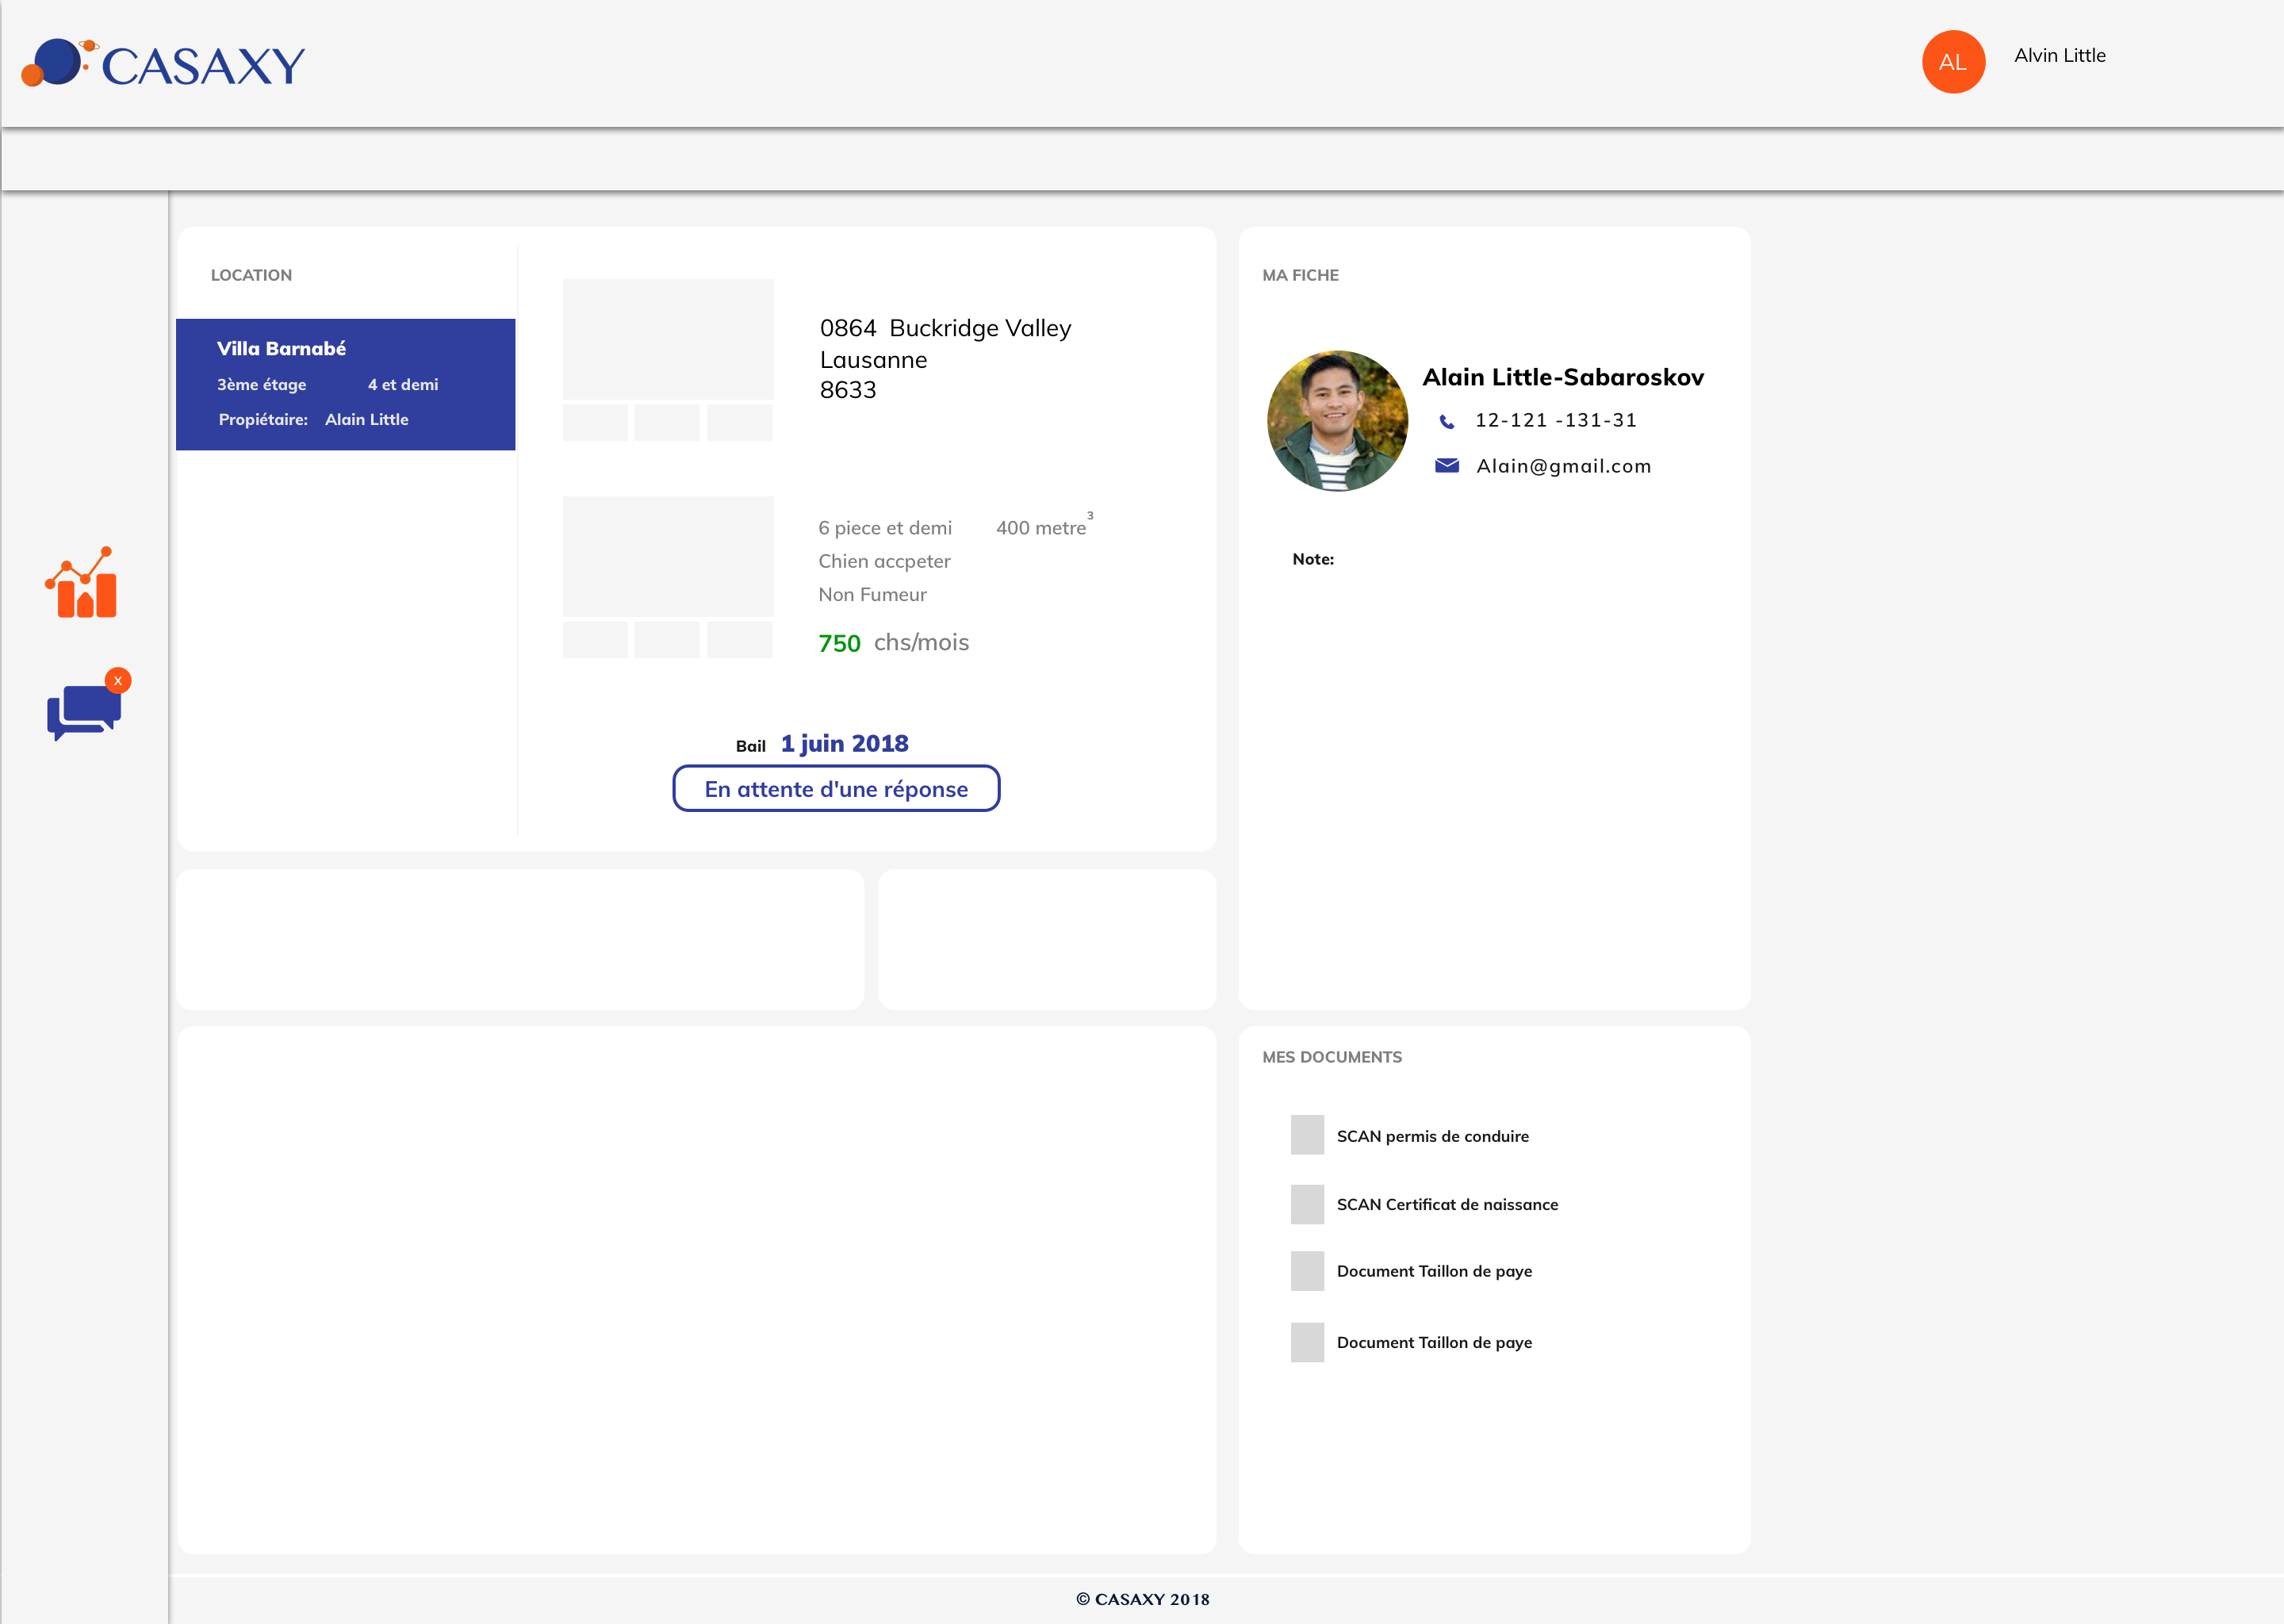 CASAXY
AL
Alvin Little
LOCATION
Villa Barnabé
3ème étage 4 et demi
Propiétaire: Alain Little
0864 Buckridge Valley
Lausanne
8633
6 piece et demi 400 metre³
Chien accpeter
Non Fumeur
750 chs/mois
Bail 1 juin 2018
En attente d'une réponse
MA FICHE
Alain Little-Sabaroskov
12-121 -131-31
Alain@gmail.com
Note:
X
MES DOCUMENTS
SCAN permis de conduire
SCAN Certificat de naissance
Document Taillon de paye
Document Taillon de paye
© CASAXY 2018